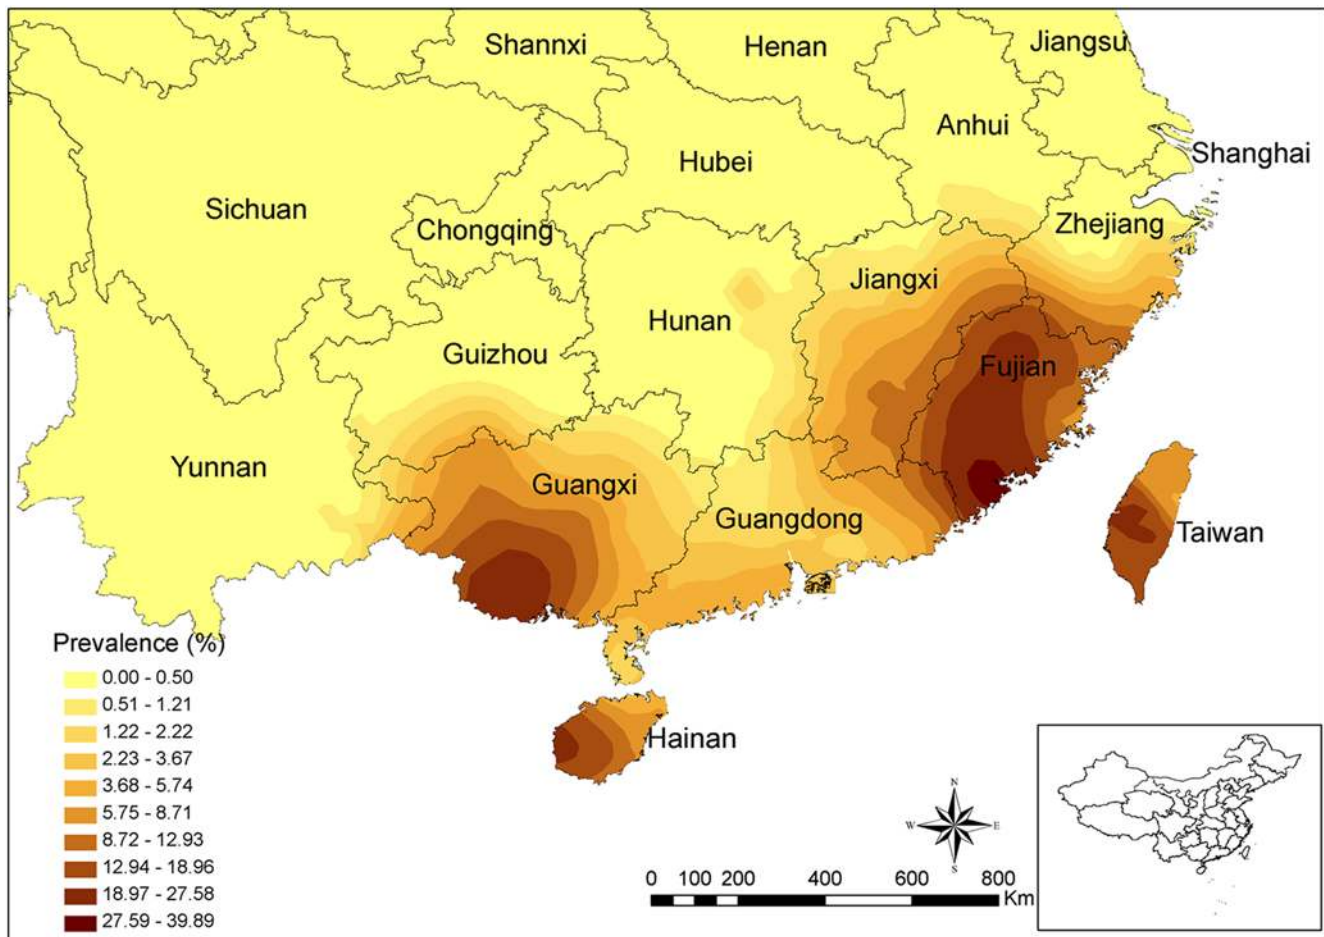 Shannxi
Henan
Jiangsu
Anhui
Shanghai
Hubei
Sichuan
Chongqing
Zhejiang
Jiangxi
Hunan
Guizhou
Fujian
Yunnan
Guangxi
Guangdong
Taiwan
Hainan
Prevalence (%)
0.00 - 0.50
0.51 - 1.21
1.22 - 2.22
2.23 - 3.67
3.68 - 5.74
5.75 - 8.71
8.72 - 12.93
12.94 - 18.96
18.97 - 27.58
27.59 - 39.89
N
W E
S
0 100 200 400 600 800
Km